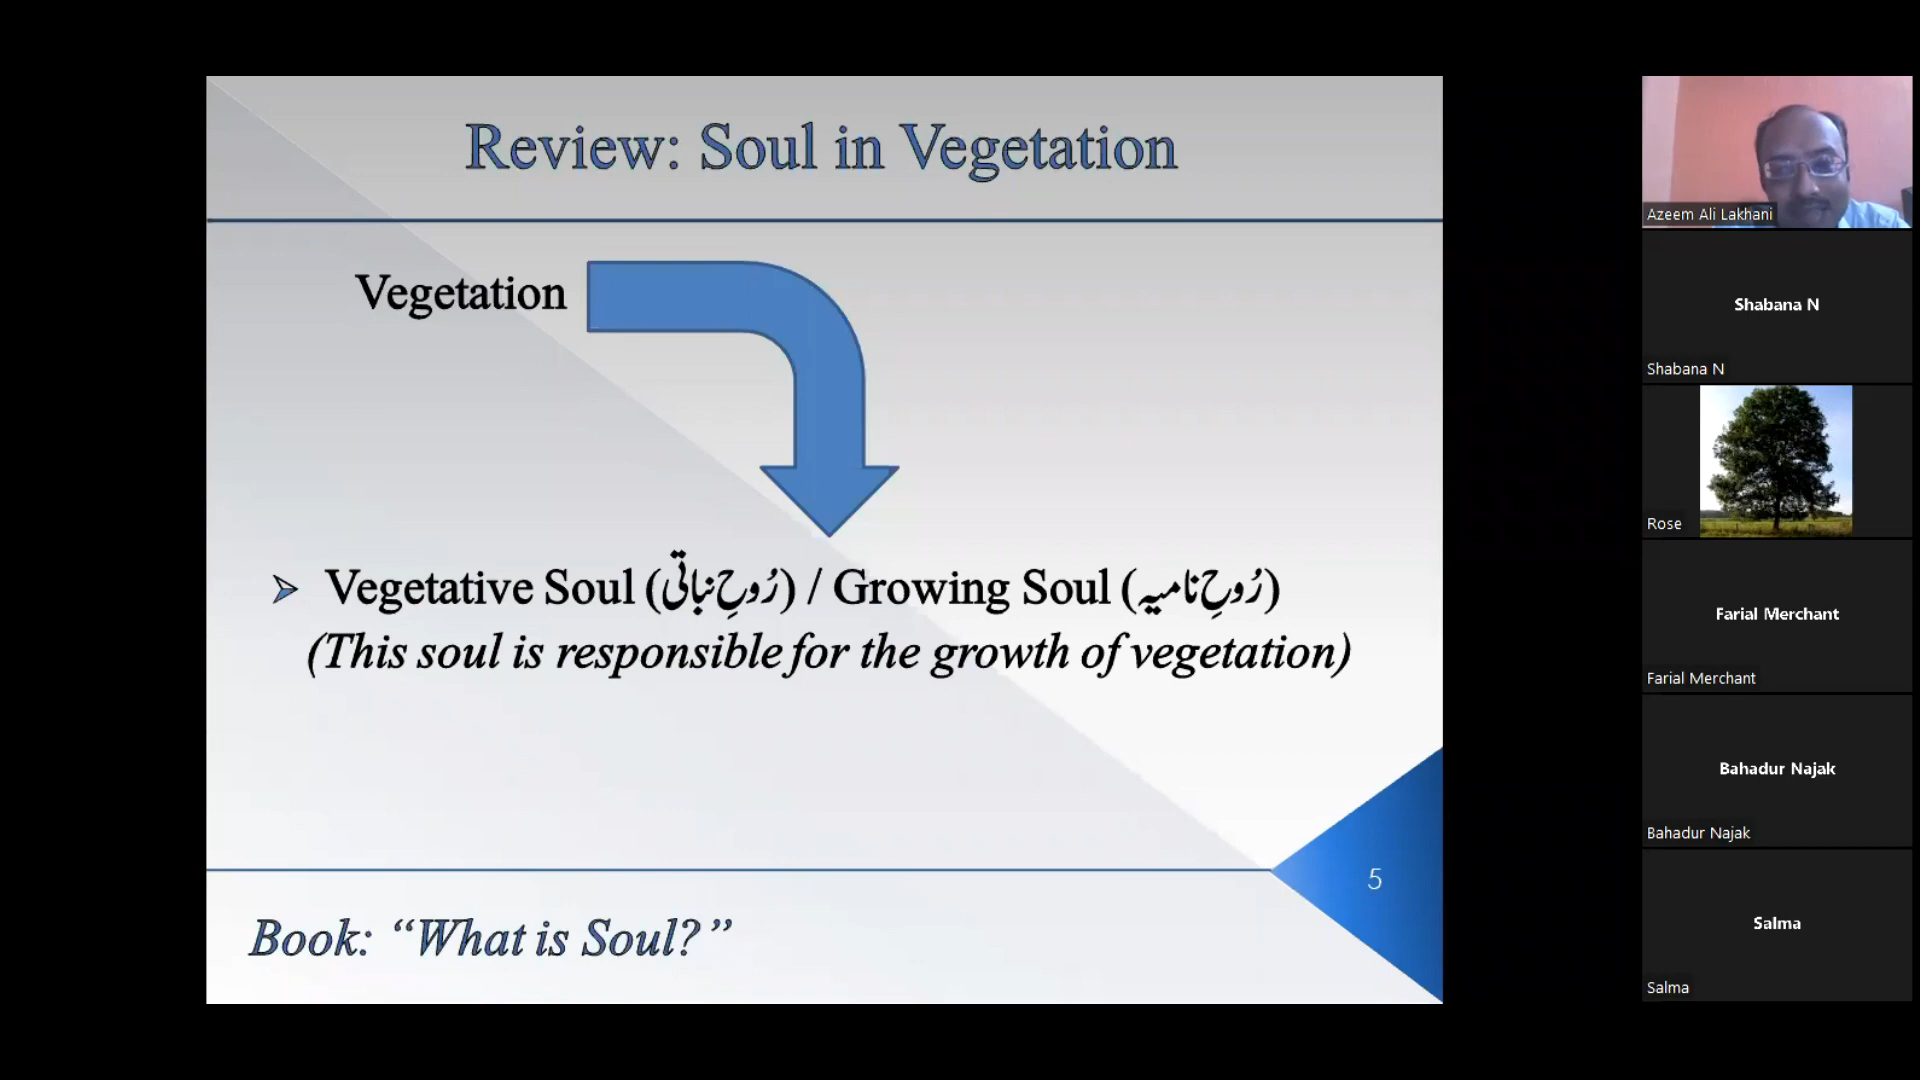 Review: Soul in Vegetation
Vegetation
Vegetative Soul (رُوحِ نباتی) / Growing Soul (رُوحِ نامیہ)
(This soul is responsible for the growth of vegetation)
5
Book: “What is Soul?”
Azeem Ali Lakhani
Shabana N
Shabana N
Rose
Farial Merchant
Farial Merchant
Bahadur Najak
Bahadur Najak
Salma
Salma